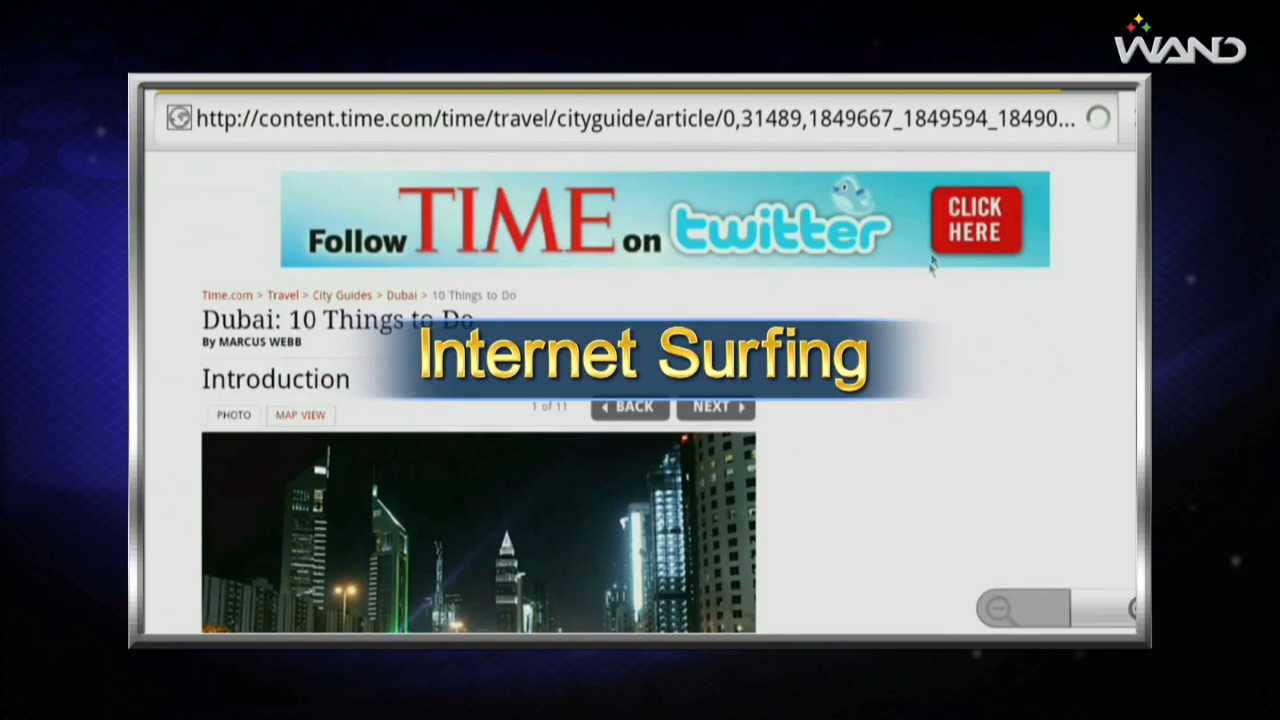 WAND
http://content.time.com/time/travel/cityguide/article/0,31489,1849667_1849594_18490...
Follow TIME on twitter
CLICK
HERE
Time.com > Travel > City Guides > Dubai > 10 Things to Do
Dubai: 10 Things to Do
By MARCUS WEBB
Internet Surfing
Introduction
PHOTO MAP VIEW 1 of 11 BACK NEXT